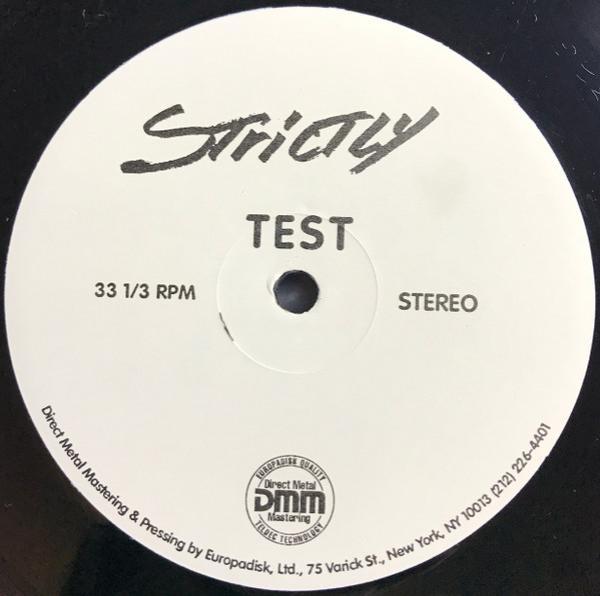 Strictly
TEST
33 1/3 RPM
STEREO
EUROPADISK QUALITY
Direct Metal
DMM
Mastering
TELDEC TECHNOLOGY
Direct Metal Mastering & Pressing by Europadisk, Ltd., 75 Varick St., New York, NY 10013 (212) 226-4401